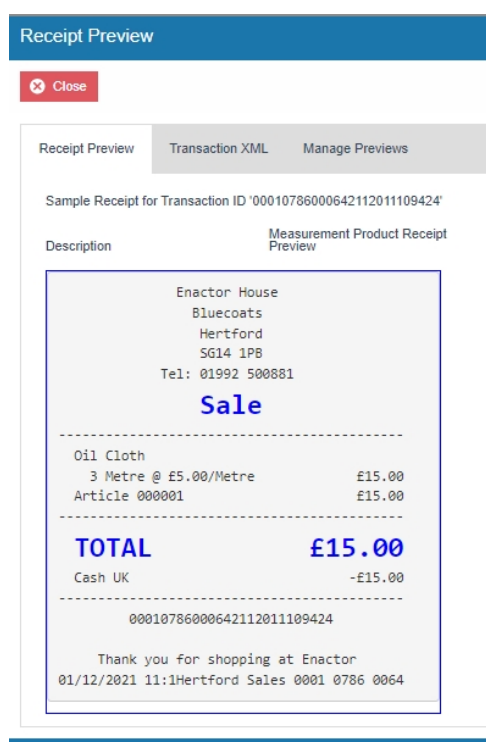 Receipt Preview
Close
Receipt Preview Transaction XML Manage Previews
Sample Receipt for Transaction ID '00010786000642112011109424'
Description Measurement Product Receipt
Preview
Enactor House
Bluecoats
Hertford
SG14 1PB
Tel: 01992 500881
Sale
--------------------------------------------
Oil Cloth
3 Metre @ £5.00/Metre £15.00
Article 000001 £15.00
--------------------------------------------
TOTAL £15.00
Cash UK -£15.00
--------------------------------------------
00010786000642112011109424
Thank you for shopping at Enactor
01/12/2021 11:1Hertford Sales 0001 0786 0064